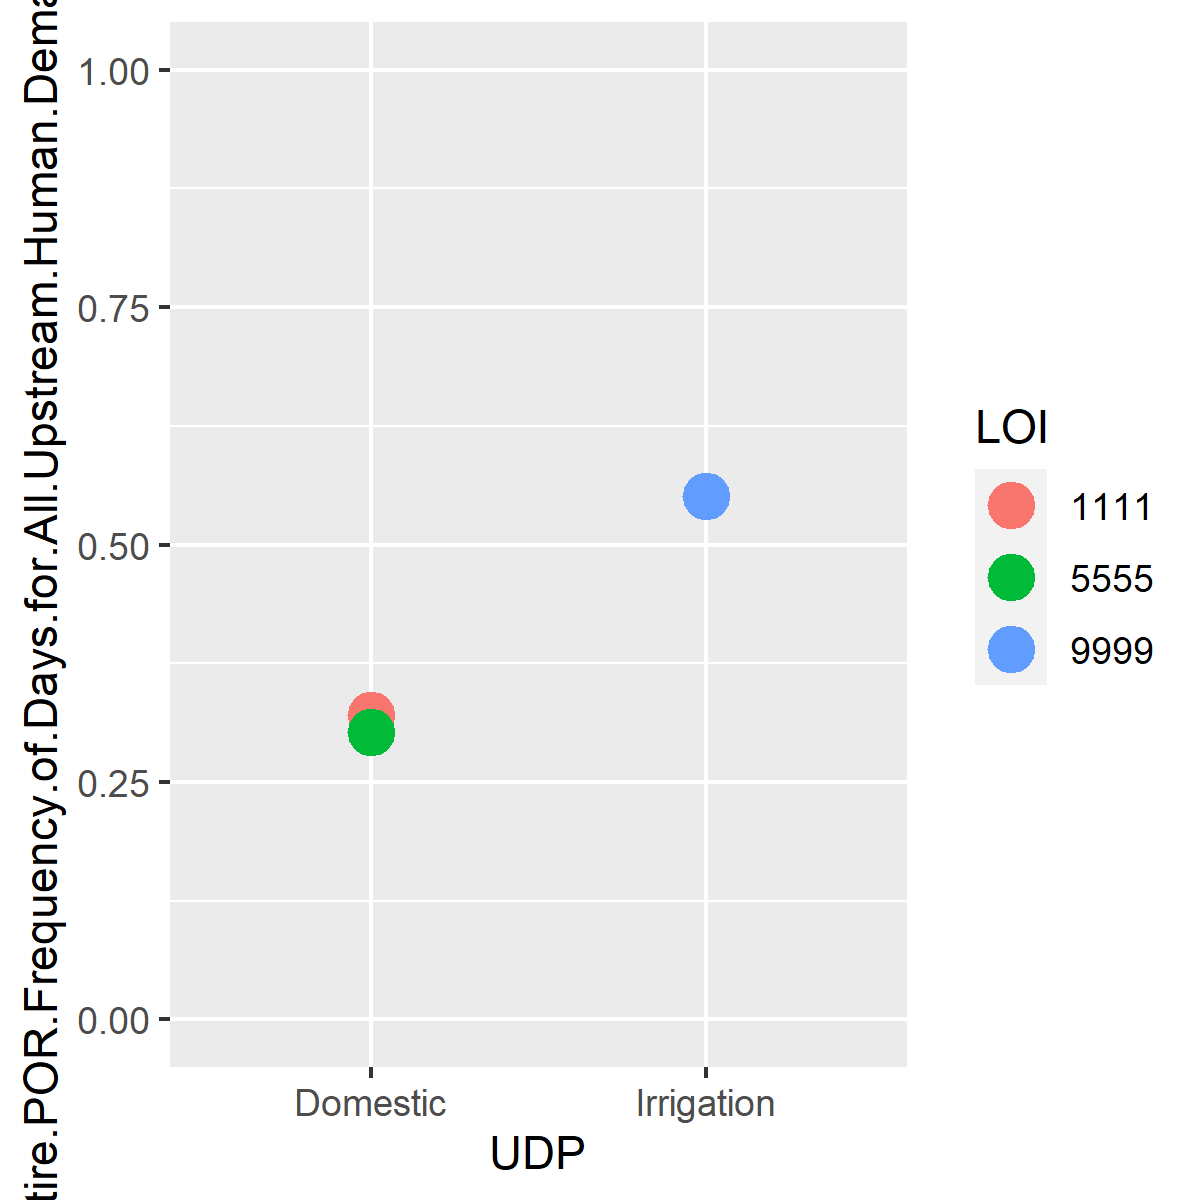 tire.POR.Frequency.of.Days.for.All.Upstream.Human.Dema
1.00
0.75
0.50
0.25
0.00
Domestic Irrigation
UDP
LOI
1111
5555
9999